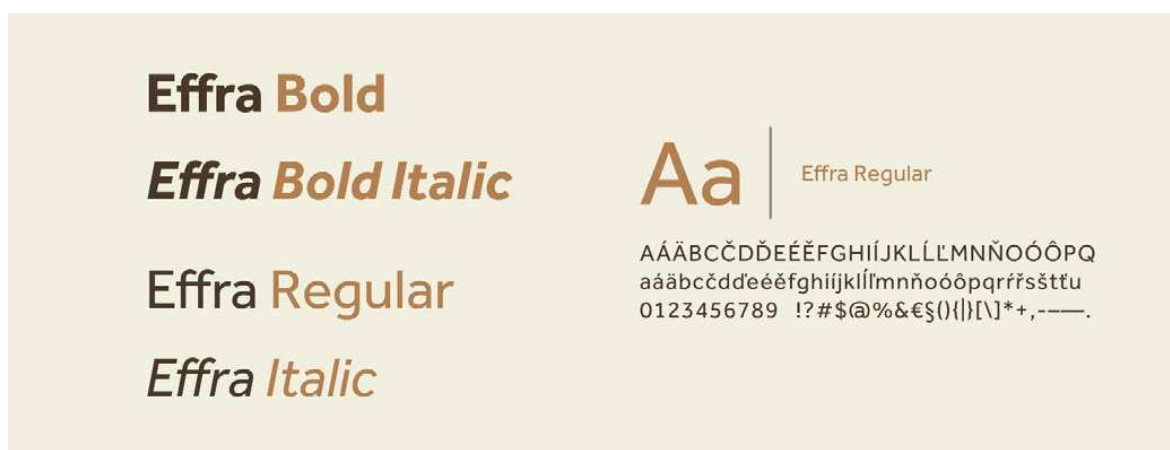 Effra Bold
Effra Bold Italic
Effra Regular
Effra Italic
Aa
Effra Regular
AÁÄBCČDĎEÉĚFGHIÍJKLĹĽMNŇOÓÔPQ
aáäbcčdďeéěfghiíjklĺľmnňoóôpqrŕřsštťu
0123456789 !?#$@%&€§(){|}[\]*+,-–—.